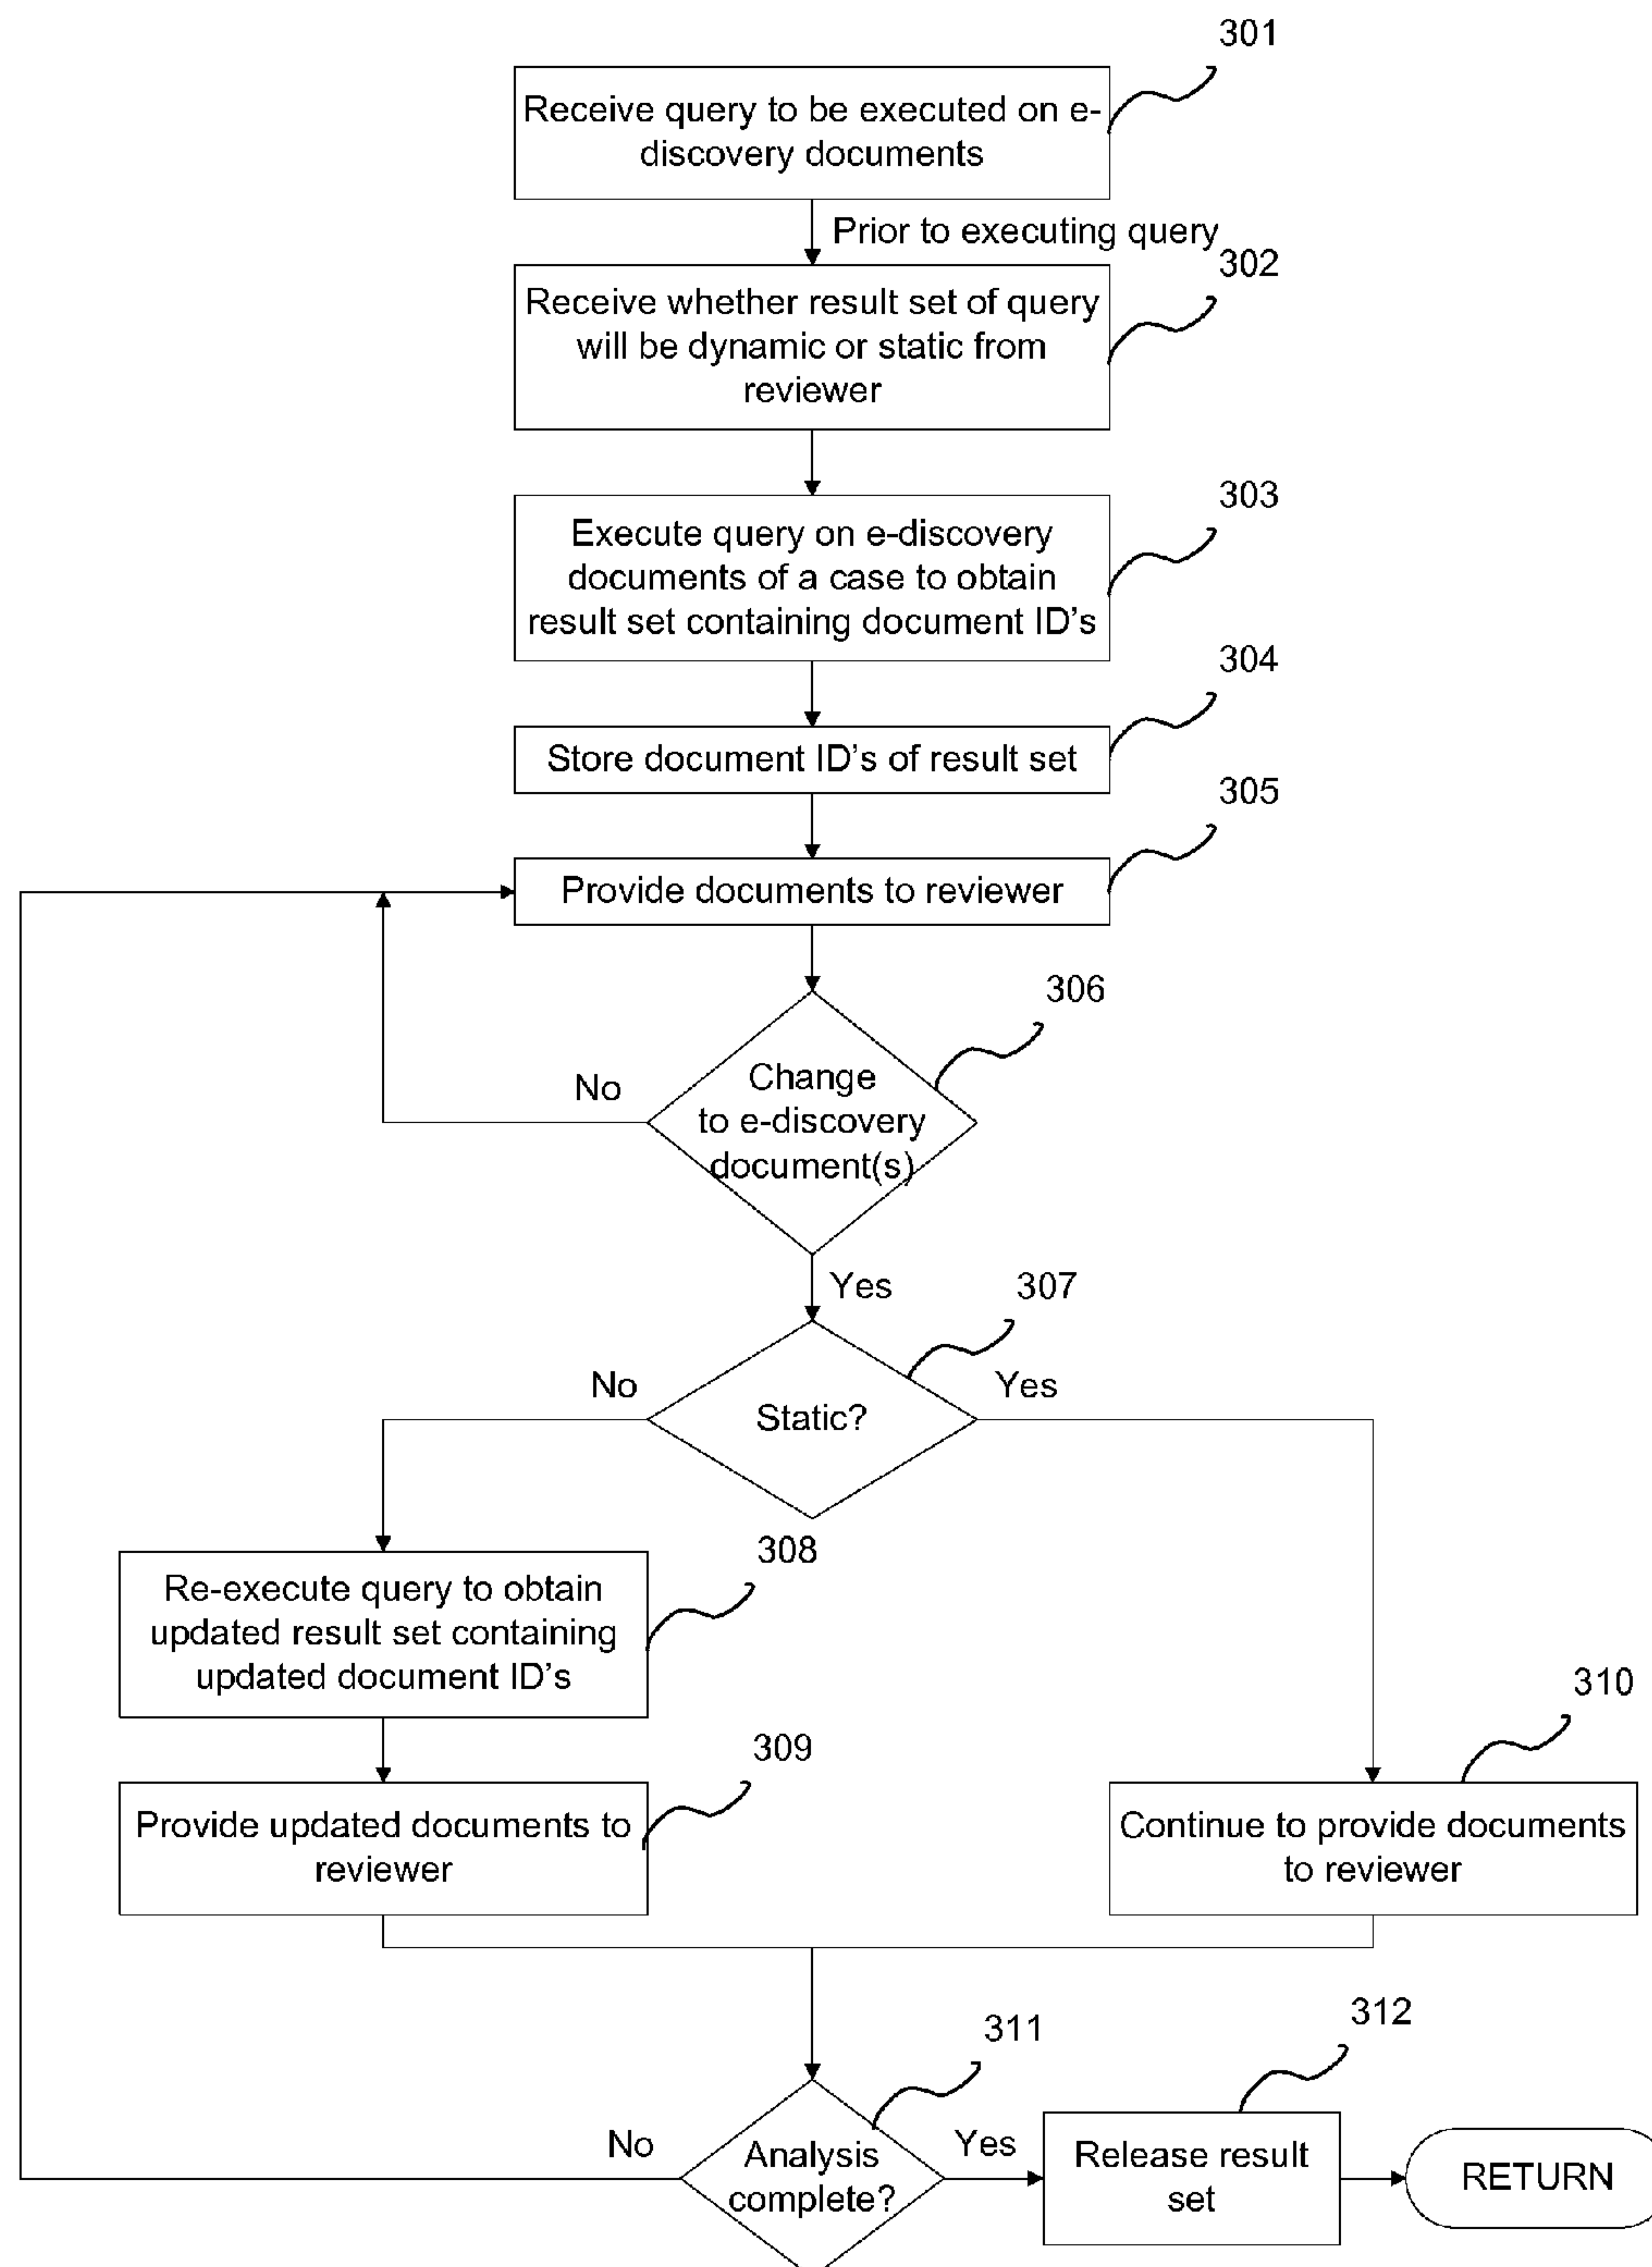 301
Receive query to be executed on e-
discovery documents
Prior to executing query
302
Receive whether result set of query
will be dynamic or static from
reviewer
303
Execute query on e-discovery
documents of a case to obtain
result set containing document ID's
304
Store document ID's of result set
305
Provide documents to reviewer
306
Change
to e-discovery
document(s)
No
Yes
307
Static?
No
Yes
308
Re-execute query to obtain
updated result set containing
updated document ID's
309
Provide updated documents to
reviewer
310
Continue to provide documents
to reviewer
311
Analysis
complete?
No
Yes
312
Release result
set
RETURN